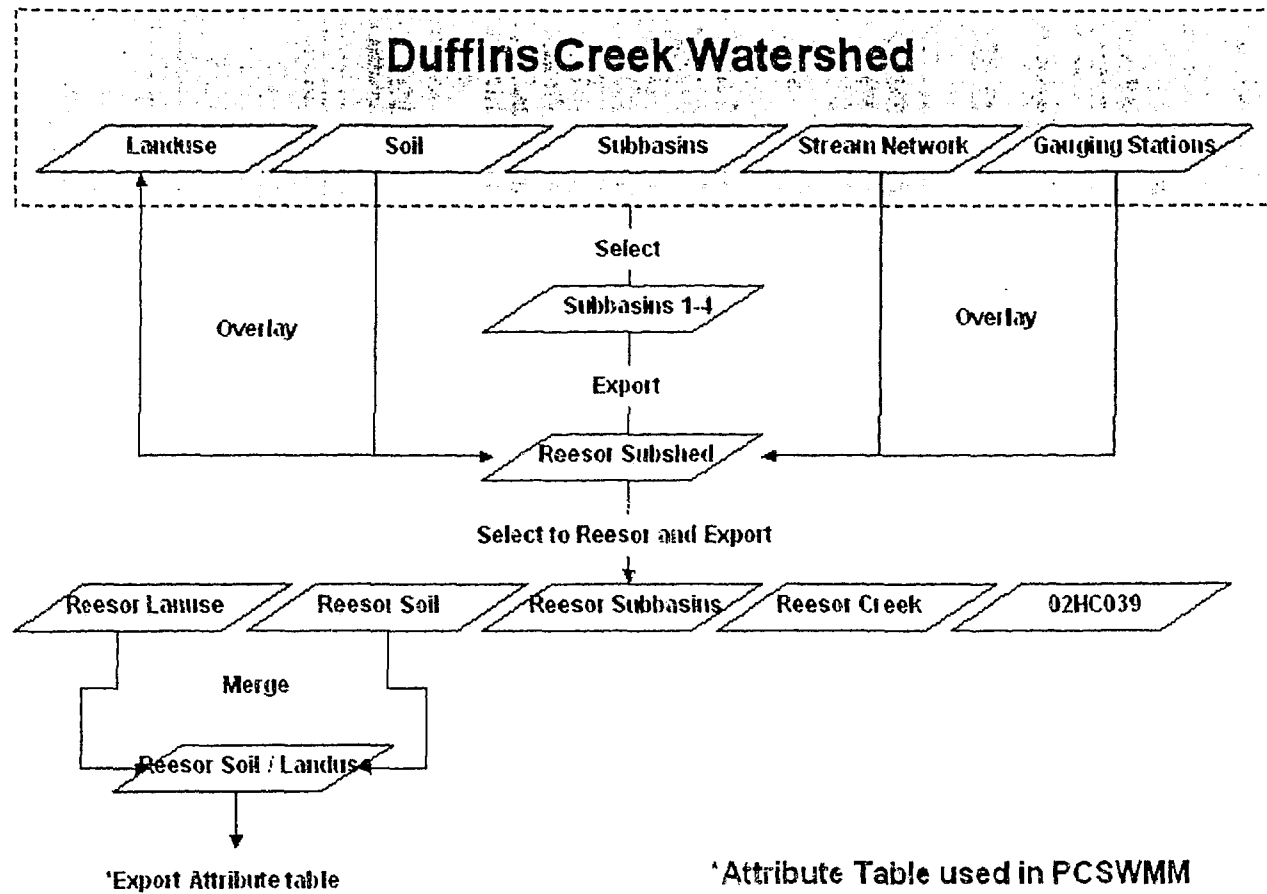 Duffins Creek Watershed
Landuse
Soil
Subbasins
Stream Network
Gauging Stations
Select
Subbasins 1-4
Overlay
Overlay
Export
Reesor Subshed
Select to Reesor and Export
Reesor Lanuse
Reesor Soil
Reesor Subbasins
Reesor Creek
02HC039
Merge
Reesor Soil / Landuse
*Export Attribute table
*Attribute Table used in PCSWMM